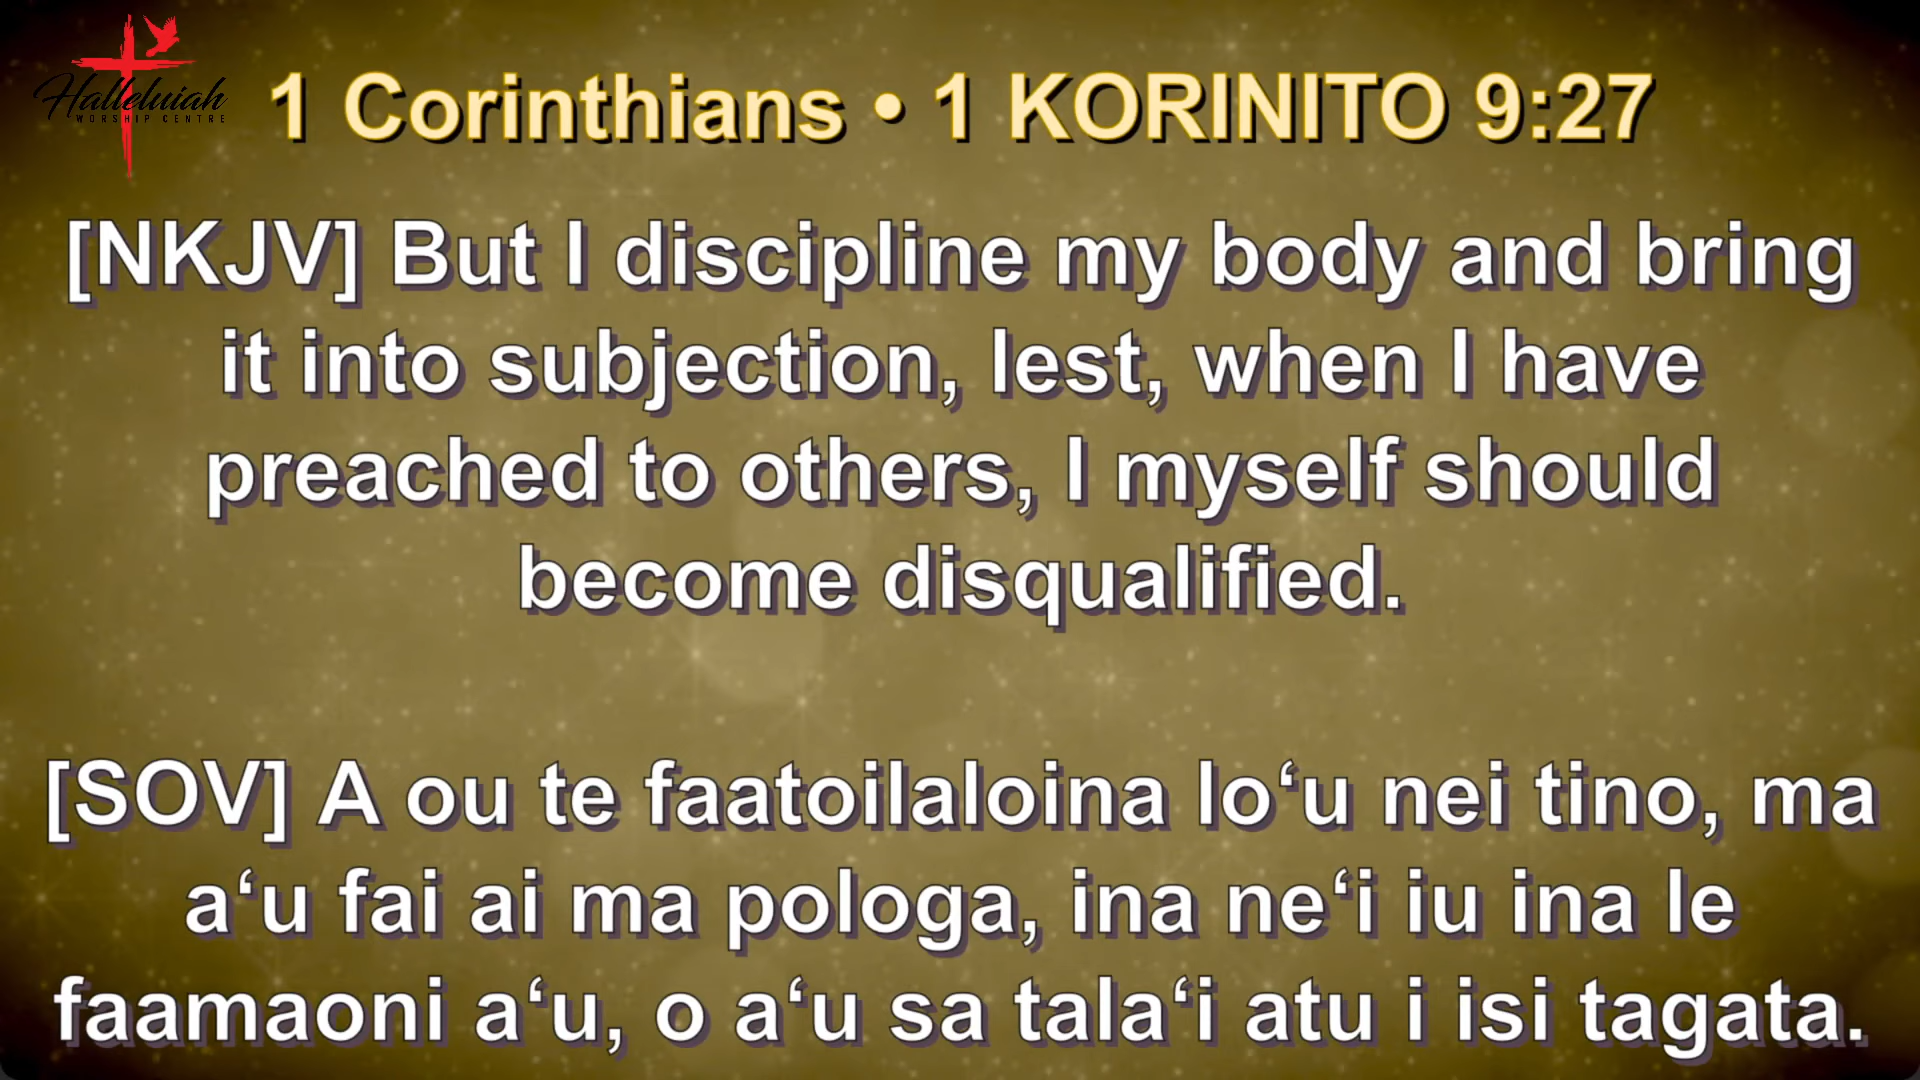 Halleluiah
WORSHIP CENTRE
1 Corinthians • 1 KORINITO 9:27
[NKJV] But I discipline my body and bring
it into subjection, lest, when I have
preached to others, I myself should
become disqualified.
[SOV] A ou te faatoilaloina lo‘u nei tino, ma
a‘u fai ai ma pologa, ina ne‘i iu ina le
faamaoni a‘u, o a‘u sa tala‘i atu i isi tagata.